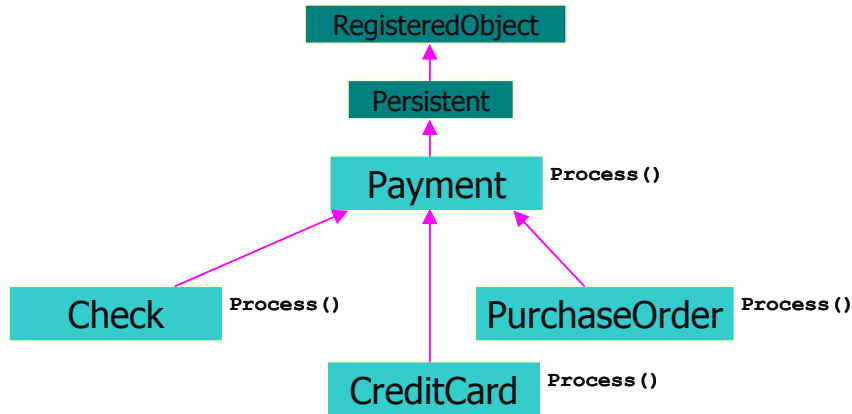 RegisteredObject
Persistent
Payment
Process()
Check
Process()
PurchaseOrder
Process()
CreditCard
Process()